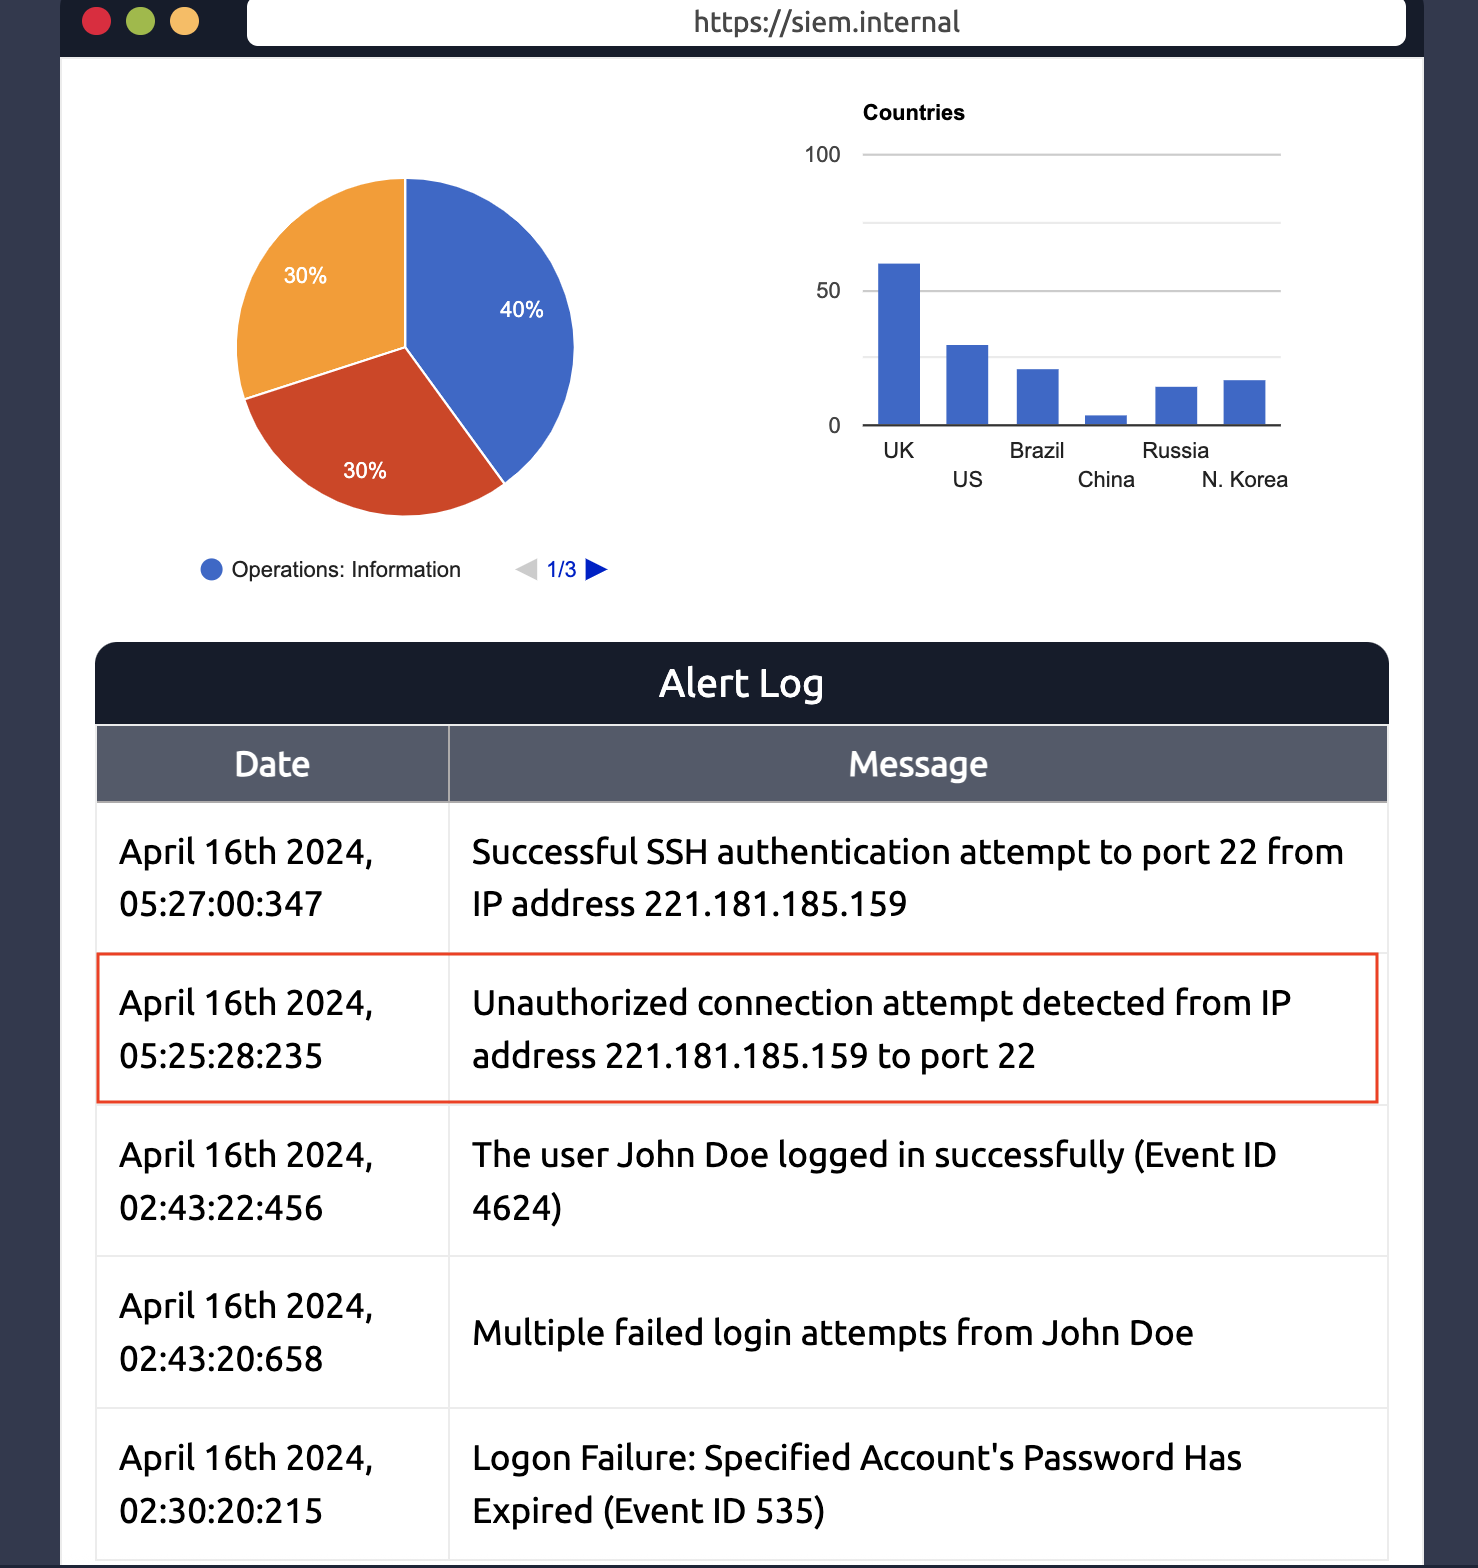 https://siem.internal
Countries
100
50
0
UK
US
Brazil
China
Russia
N. Korea
30%
40%
30%
Operations: Information
1/3
Alert Log
Date
Message
April 16th 2024,
05:27:00:347
Successful SSH authentication attempt to port 22 from
IP address 221.181.185.159
April 16th 2024,
05:25:28:235
Unauthorized connection attempt detected from IP
address 221.181.185.159 to port 22
April 16th 2024,
02:43:22:456
The user John Doe logged in successfully (Event ID
4624)
April 16th 2024,
02:43:20:658
Multiple failed login attempts from John Doe
April 16th 2024,
02:30:20:215
Logon Failure: Specified Account's Password Has
Expired (Event ID 535)